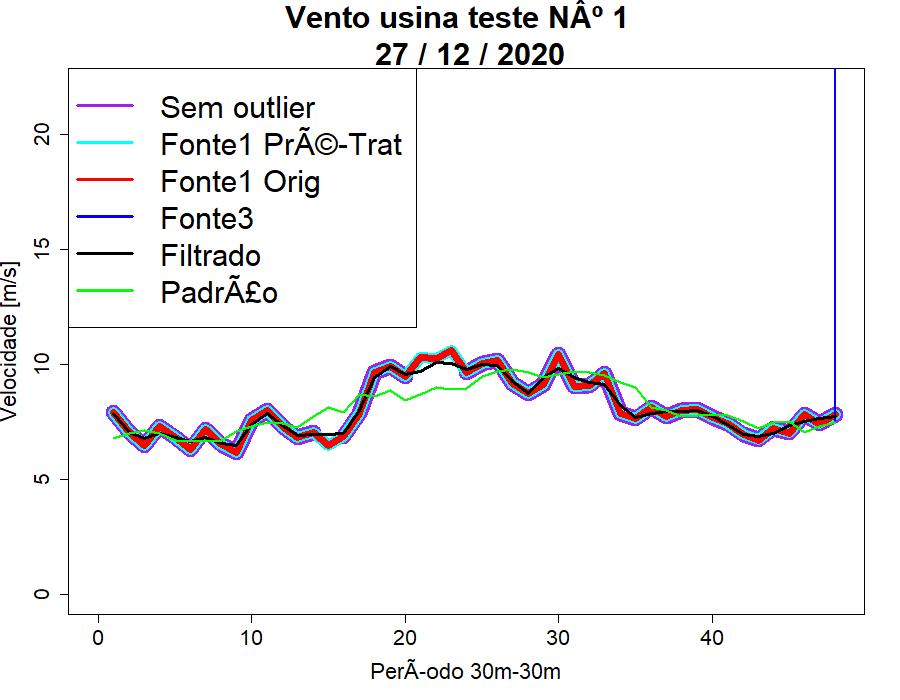 Vento usina teste NÂº 1
27 / 12 / 2020
Sem outlier
Fonte1 PrÃ©-Trat
Fonte1 Orig
Fonte3
Filtrado
PadrÃ£o
Velocidade [m/s]
20
15
10
5
0
0 10 20 30 40
PerÃ-odo 30m-30m